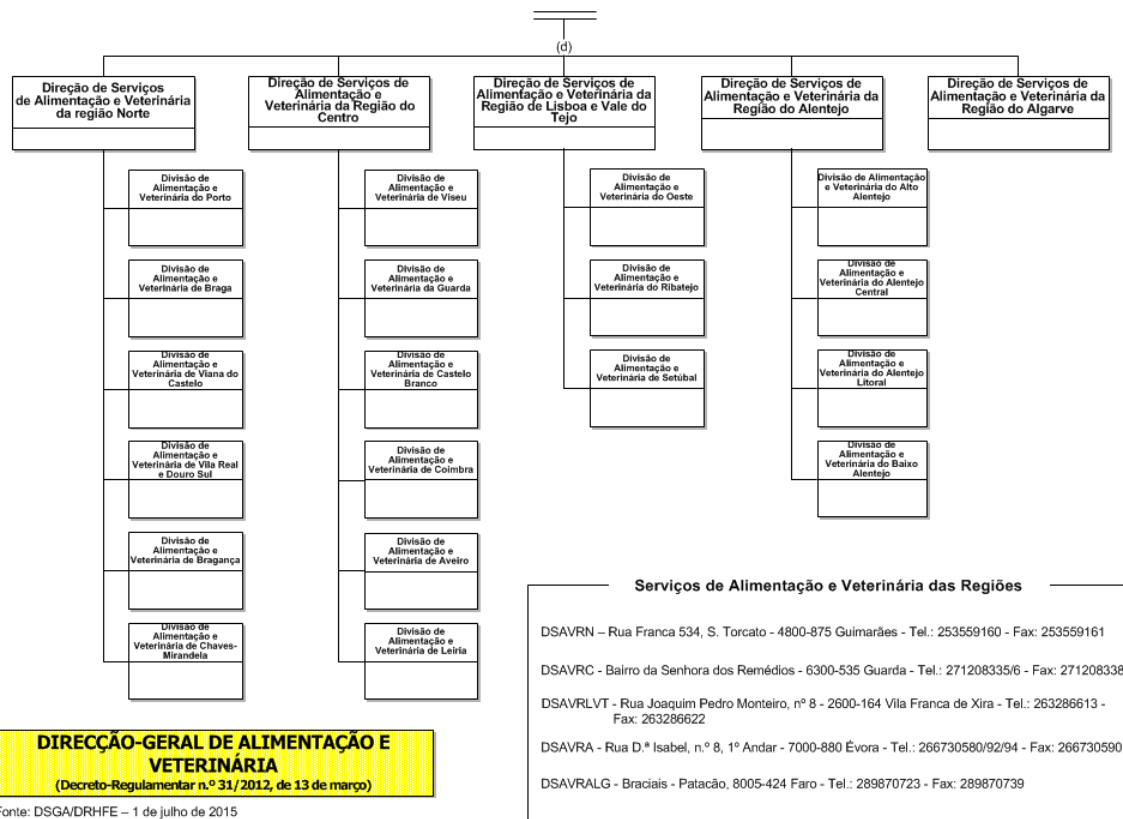 (d)
Direção de Serviços
de Alimentação e Veterinária
da região Norte
Direção de Serviços de
Alimentação e
Veterinária da Região do
Centro
Direção de Serviços de
Alimentação e Veterinária da
Região de Lisboa e Vale do
Tejo
Direção de Serviços de
Alimentação e Veterinária da
Região do Alentejo
Direção de Serviços de
Alimentação e Veterinária da
Região do Algarve
Divisão de
Alimentação e
Veterinária do Porto
Divisão de
Alimentação e
Veterinária de Braga
Divisão de
Alimentação e
Veterinária de Viana do
Castelo
Divisão de
Alimentação e
Veterinária de Vila Real
e Douro Sul
Divisão de
Alimentação e
Veterinária de Bragança
Divisão de
Alimentação e
Veterinária de Chaves-
Mirandela
Divisão de
Alimentação e
Veterinária de Viseu
Divisão de
Alimentação e
Veterinária da Guarda
Divisão de
Alimentação e
Veterinária de Castelo
Branco
Divisão de
Alimentação e
Veterinária de Coimbra
Divisão de
Alimentação e
Veterinária de Aveiro
Divisão de
Alimentação e
Veterinária de Leiria
Divisão de
Alimentação e
Veterinária do Oeste
Divisão de
Alimentação e
Veterinária do Ribatejo
Divisão de
Alimentação e
Veterinária de Setúbal
Divisão de Alimentação
e Veterinária do Alto
Alentejo
Divisão de
Alimentação e
Veterinária do Alentejo
Central
Divisão de
Alimentação e
Veterinária do Alentejo
Litoral
Divisão de
Alimentação e
Veterinária do Baixo
Alentejo
Serviços de Alimentação e Veterinária das Regiões
DSAVRN – Rua Franca 534, S. Torcato - 4800-875 Guimarães - Tel.: 253559160 - Fax: 253559161
DSAVRC - Bairro da Senhora dos Remédios - 6300-535 Guarda - Tel.: 271208335/6 - Fax: 271208338
DSAVRLVT - Rua Joaquim Pedro Monteiro, nº 8 - 2600-164 Vila Franca de Xira - Tel.: 263286613 -
Fax: 263286622
DSAVRA - Rua D.ª Isabel, n.º 8, 1º Andar - 7000-880 Évora - Tel.: 266730580/92/94 - Fax: 266730590
DSAVRALG - Braciais - Patacão, 8005-424 Faro - Tel.: 289870723 - Fax: 289870739
DIRECÇÃO-GERAL DE ALIMENTAÇÃO E
VETERINÁRIA
(Decreto-Regulamentar n.º 31/2012, de 13 de março)
Fonte: DSGA/DRHFE – 1 de julho de 2015